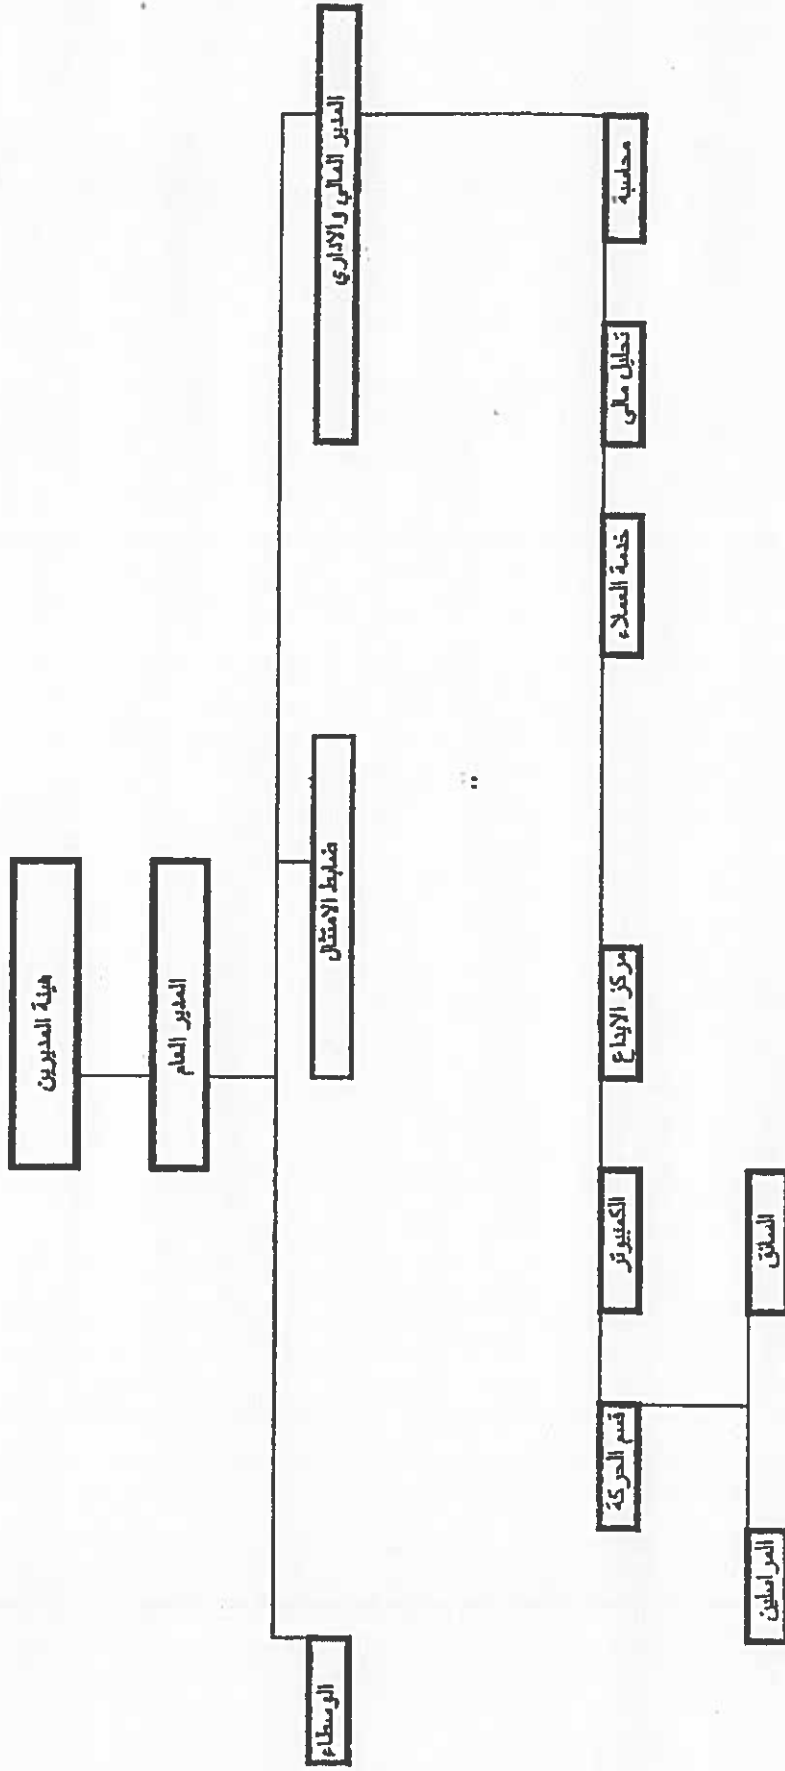 هيئة المديرين
المدير العام
المدير المالي والاداري
ضابط الامتثال
الوسطاء
محاسبة
تحليل مالي
خدمة العملاء
مركز الايداع
الكمبيوتر
قسم الحركة
السائق
المراسلين